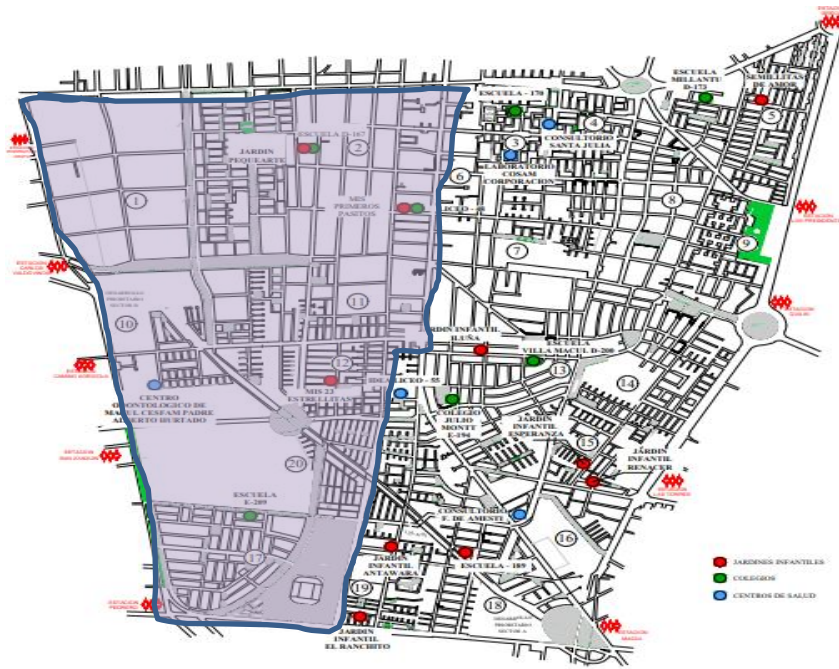 ESCUELA
MILLANTU
D-173
SEMILLITAS
DE AMOR
ESCUELA - 170
5
4
CONSULTORIO
SANTA JULIA
3
ESCUELA D-167
2
JARDIN
PEQUEARTE
LABORATORIO
COSAM
CORPORACION
6
1
MIS
PRIMEROS
PASITOS
8
9
7
11
10
JARDIN INFANTIL
ILUÑA
ESCUELA
VILLA MACUL D-200
12
13
14
MIS 23
ESTRELLITAS
CENTRO
ODONTOLOGICO DE
MACUL CESFAM PADRE
ALBERTO HURTADO
COLEGIO
JULIO
MONTT
E-194
JARDIN
INFANTIL
ESPERANZA
15
JARDIN
INFANTIL
RENACER
20
ESCUELA
E-209
CONSULTORIO
F. DE AMESTI
16
17
JARDIN
INFANTIL
ANTAWARA
ESCUELA - 189
JARDINES INFANTILES
COLEGIOS
CENTROS DE SALUD
19
18
JARDIN
INFANTIL
EL RANCHITO